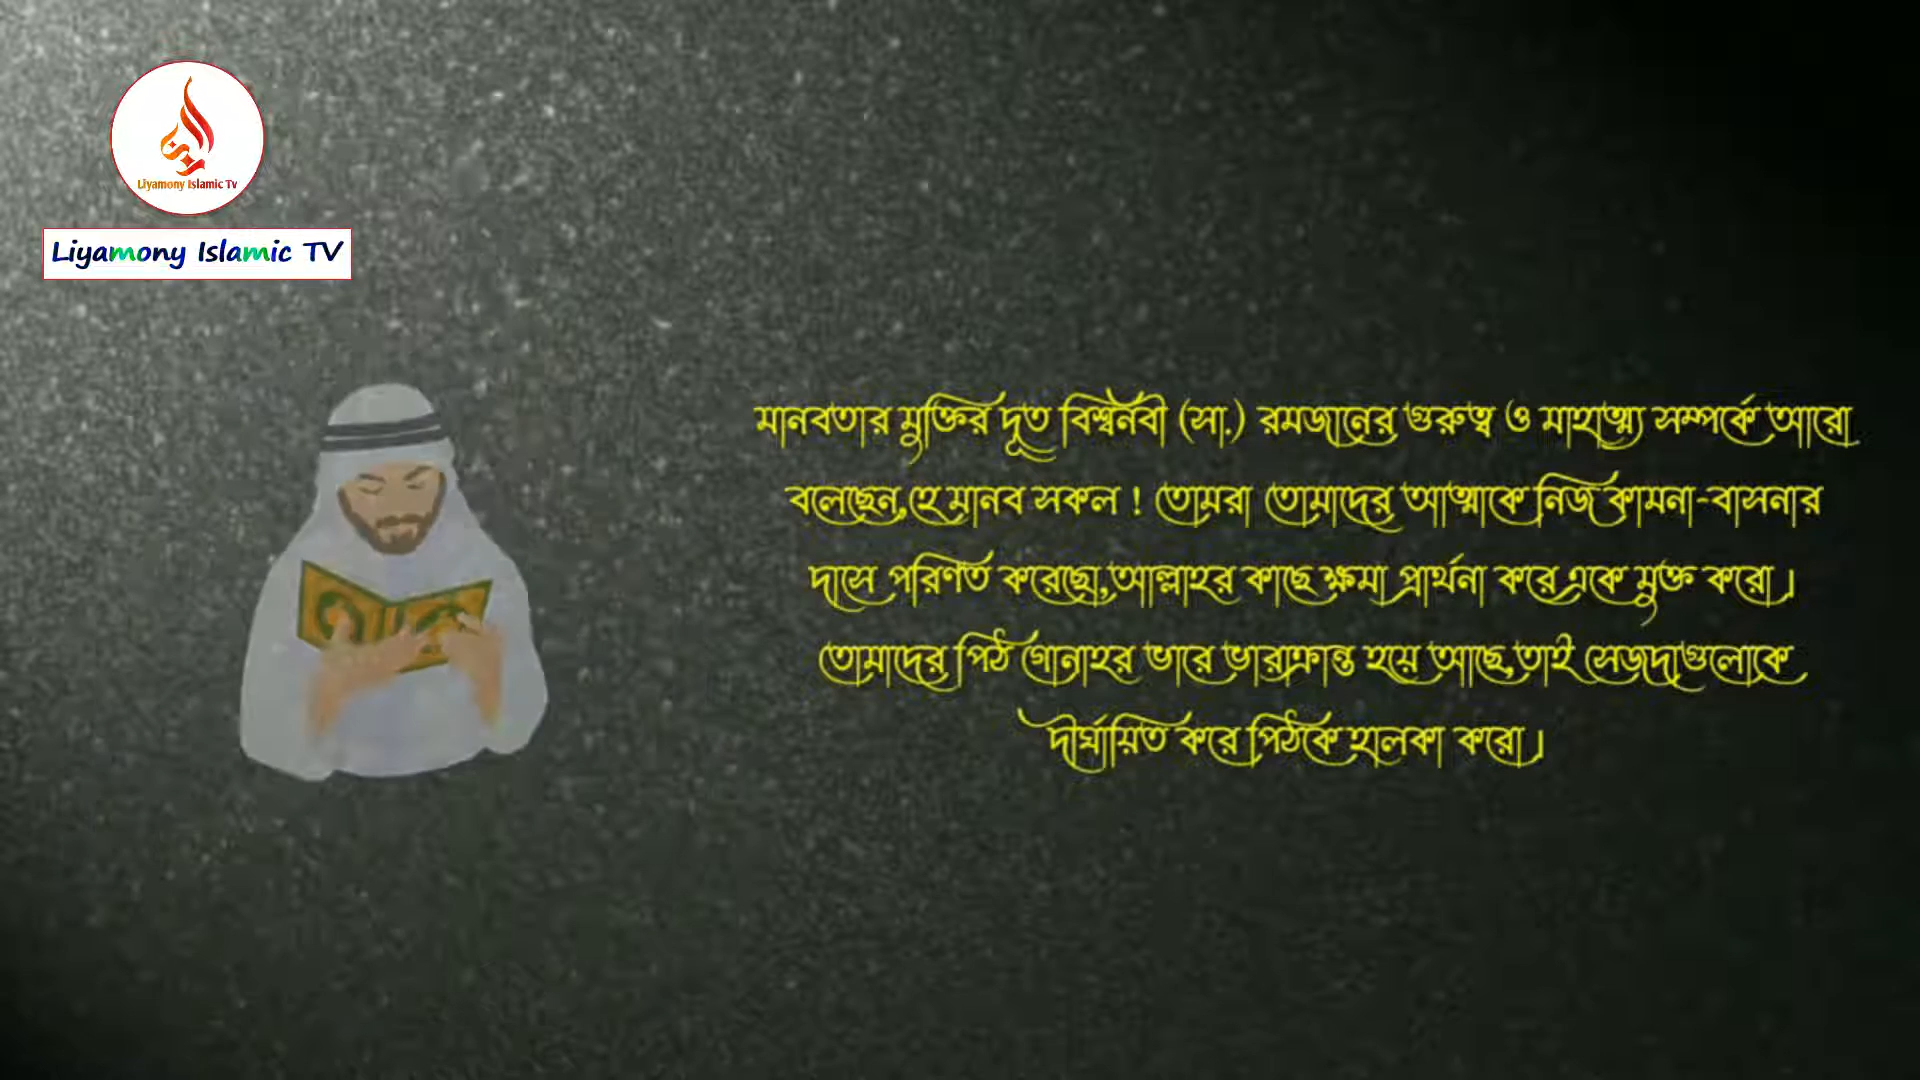 Liyamony Islamic Tv
Liyamony Islamic TV
মানবতার মুক্তির দূত বিশ্বনবী (সা.) রমজানের গুরুত্ব ও মাহাত্ম্য সম্পর্কে আরো
বলেছেন,হে মানব সকল ! তোমরা তোমাদের আত্মাকে নিজ কামনা-বাসনার
দাসে পরিণত করেছো,আল্লাহর কাছে ক্ষমা প্রার্থনা করে একে মুক্ত করো।
তোমাদের পিঠ গোনাহর ভারে ভারাক্রান্ত হয়ে আছে,তাই সেজদাগুলোকে
দীর্ঘায়িত করে পিঠকে হালকা করো।